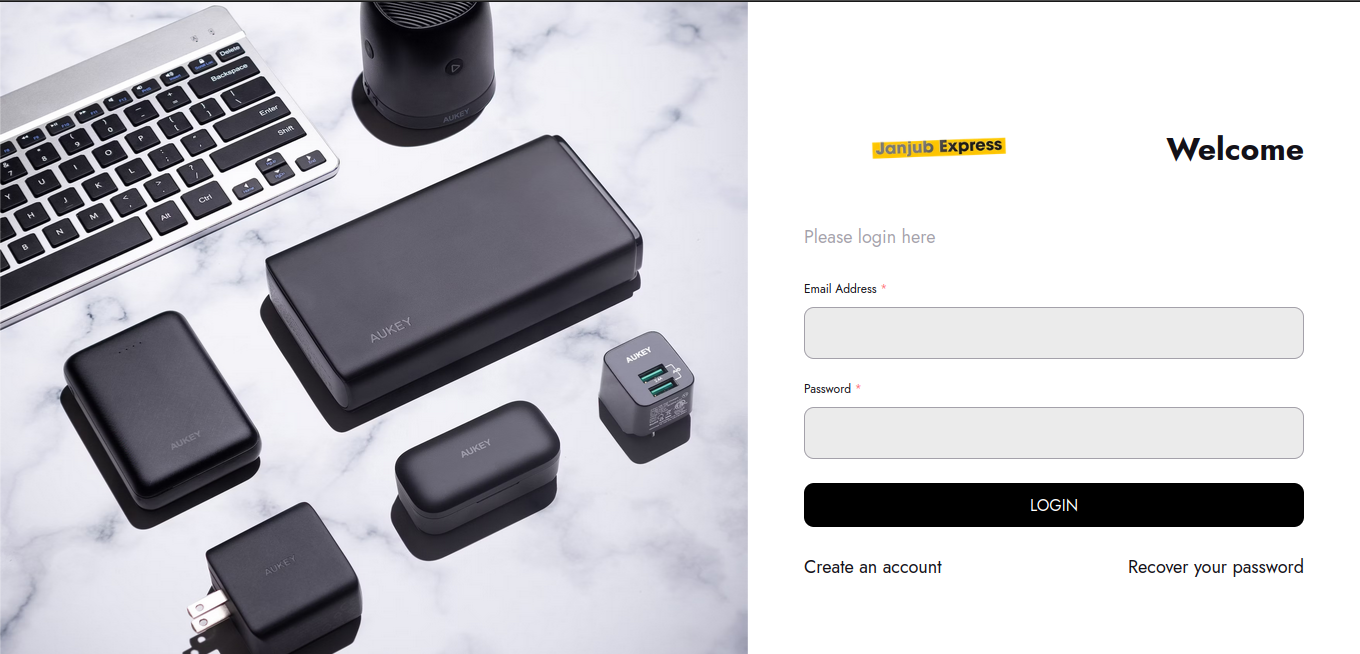 Delete
Backspace
Enter
Shift
Alt
Ctrl
Y U I O P
H J K L
B N M
AUKEY
AUKEY
AUKEY
AUKEY
AUKEY
AUKEY
Janjub Express
Welcome
Please login here
Email Address *
Password *
LOGIN
Create an account
Recover your password